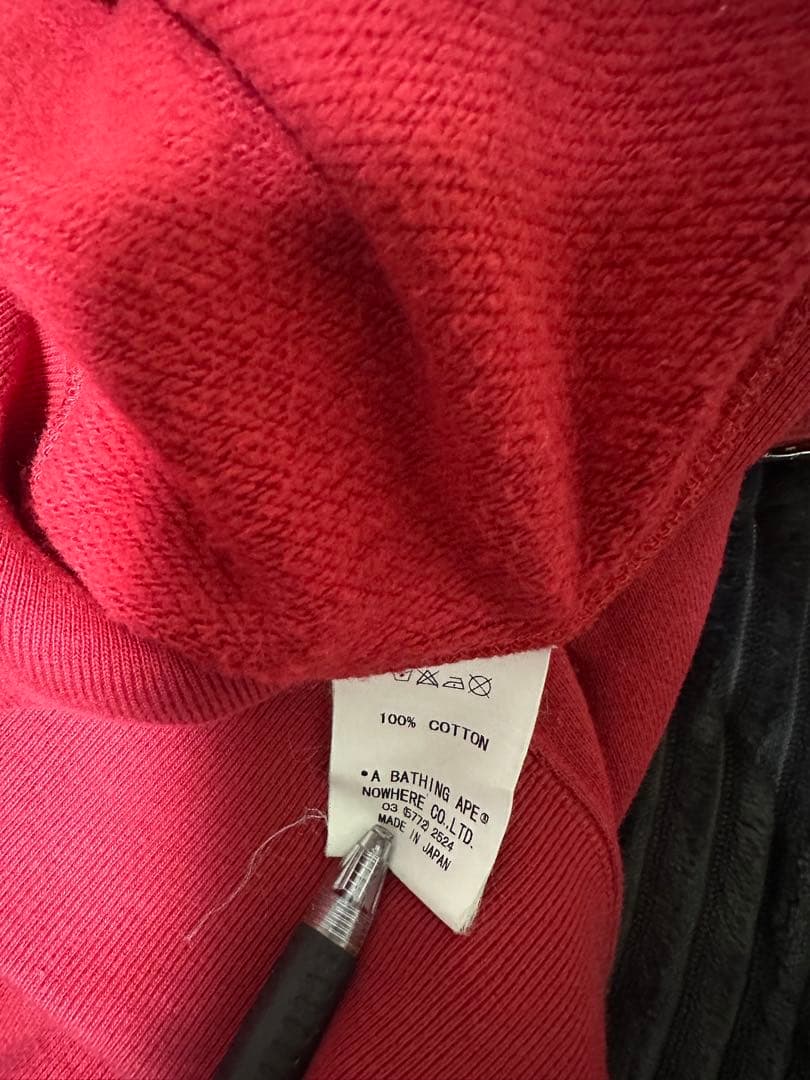 100% COTTON
•A BATHING APE®
NOWHERE CO.,LTD.
03 (5772) 2524
MADE IN JAPAN